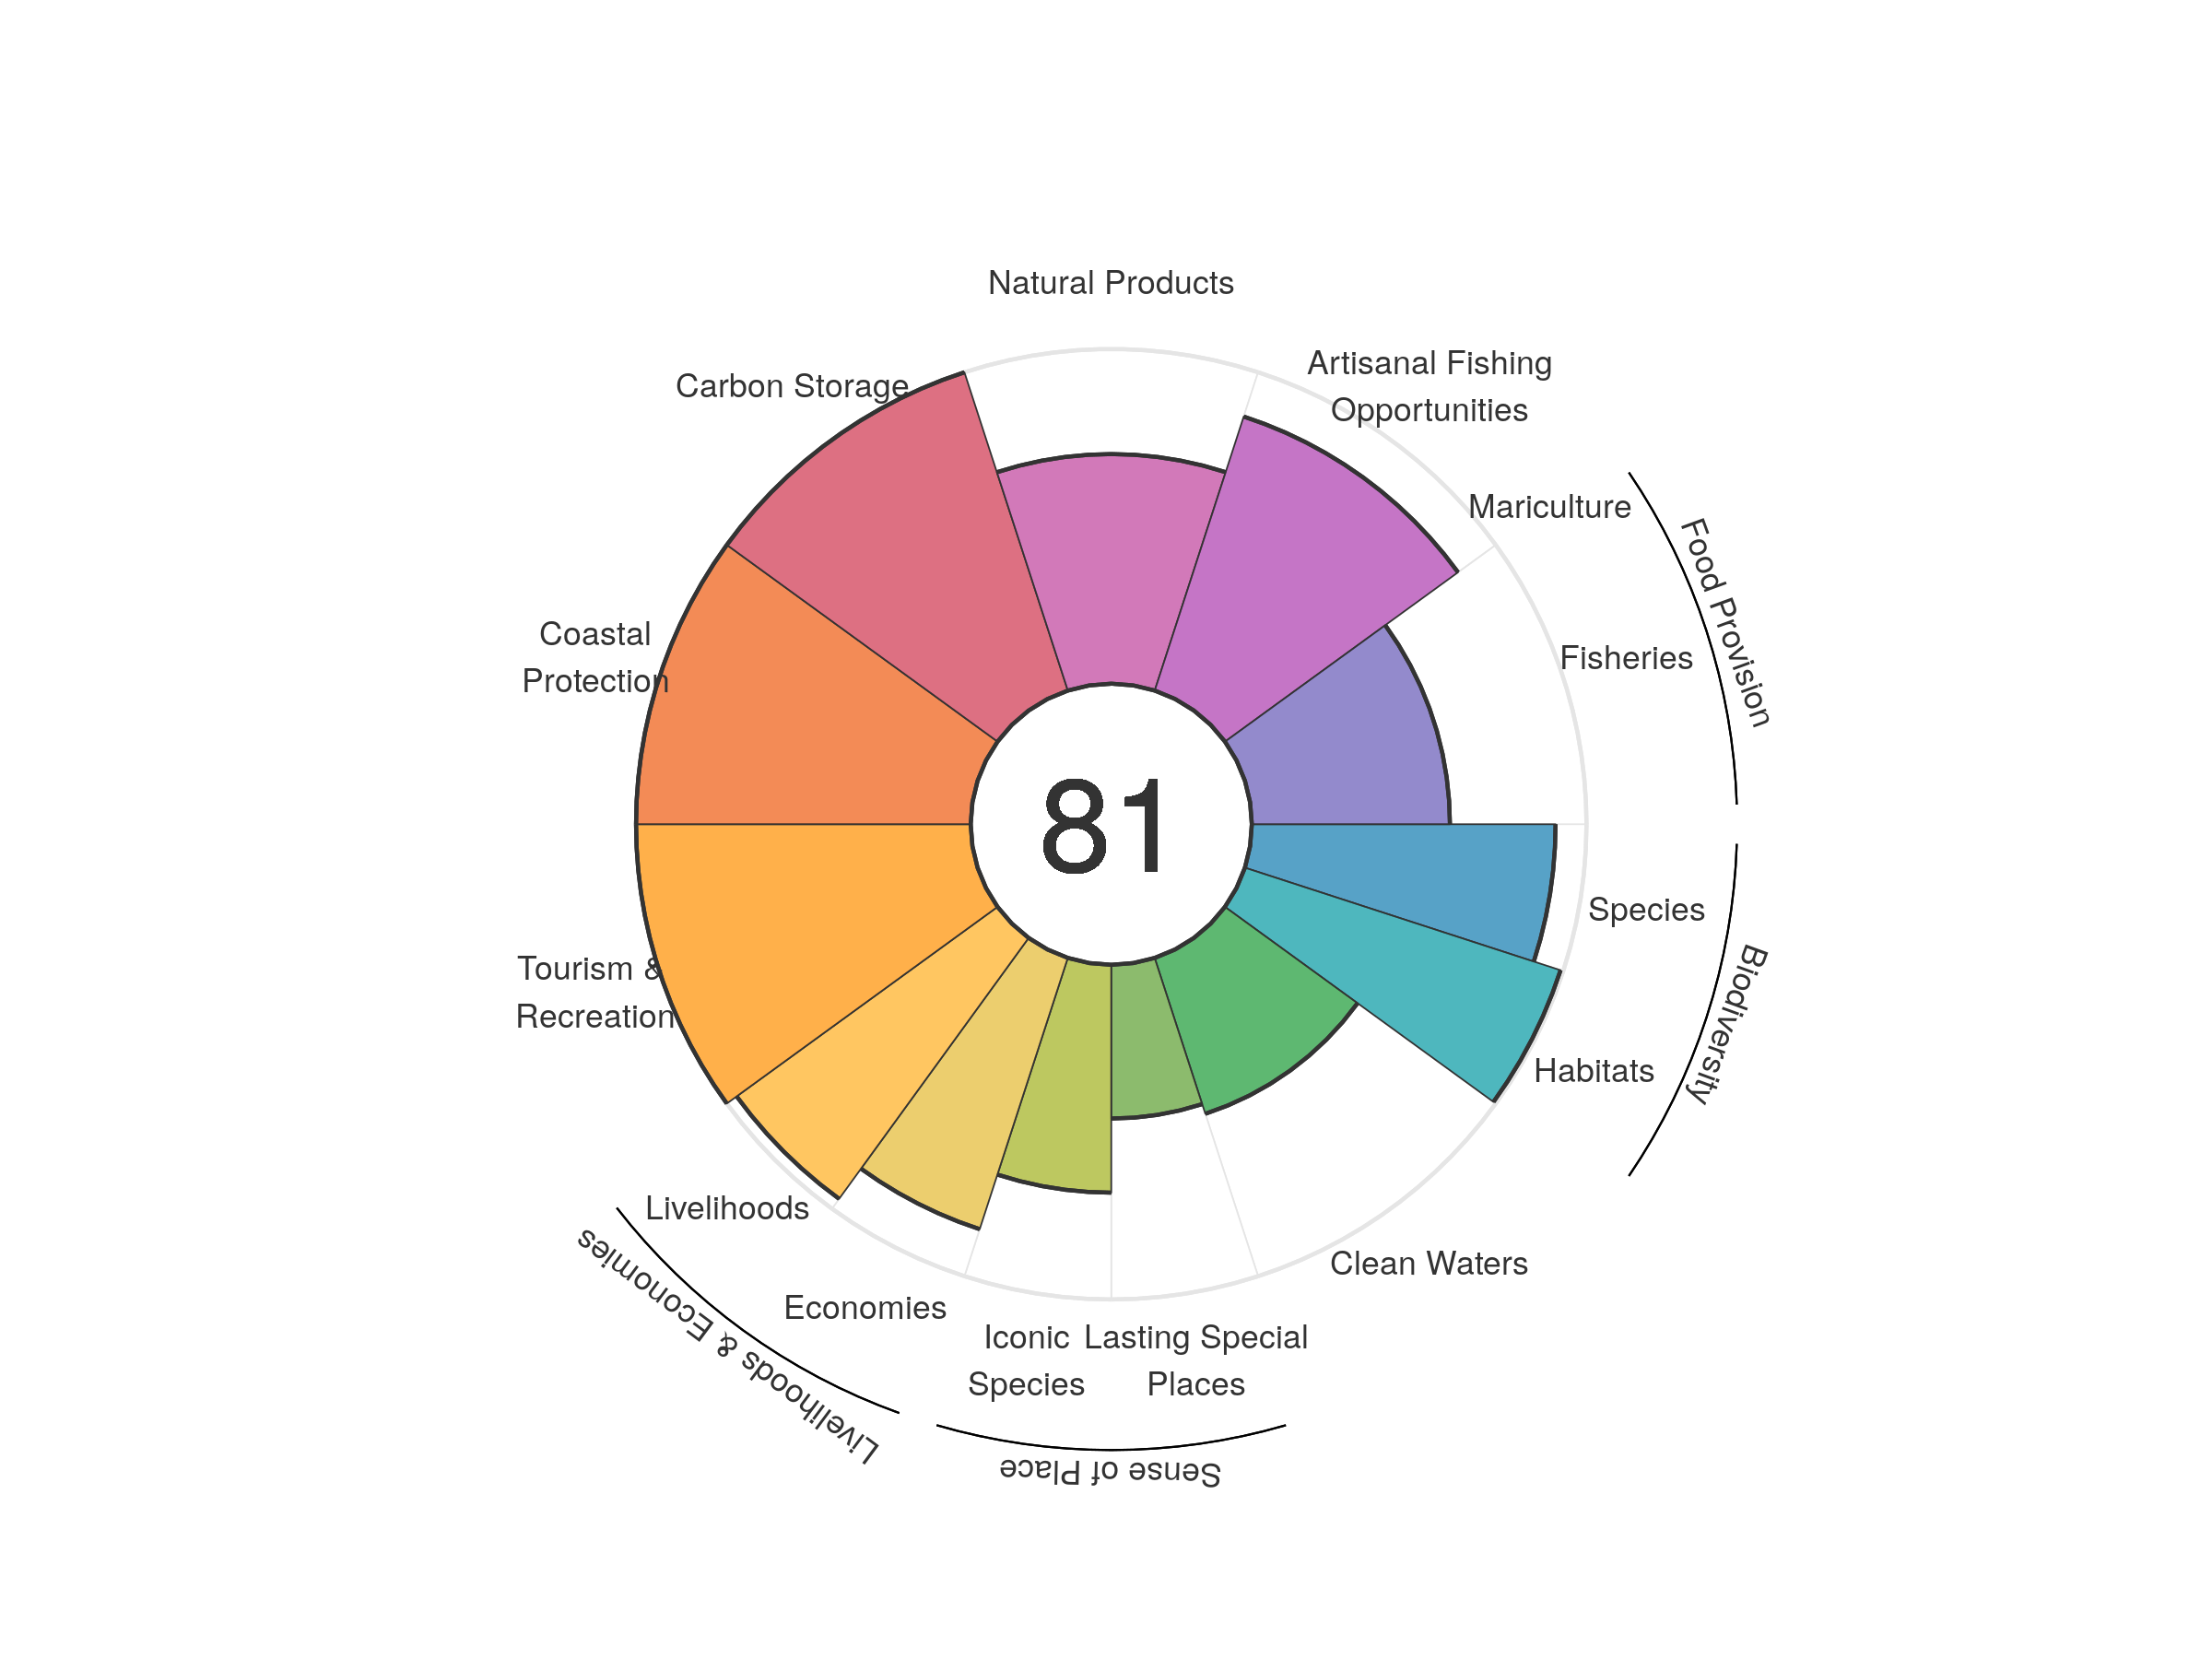 Natural Products
Artisanal Fishing
Opportunities
Carbon Storage
Mariculture
Food Provision
Fisheries
Coastal
Protection
81
Species
Biodiversity
Tourism &
Recreation
Habitats
Livelihoods
Livelihoods & Economies
Clean Waters
Economies
Iconic
Species
Lasting Special
Places
Sense of Place